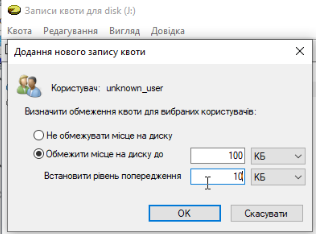 Записи квоти для disk (J:)
Квота Редагування Вигляд Довідка
Додання нового запису квоти
Користувач: unknown_user
Визначити обмеження квоти для вибраних користувачів:
Не обмежувати місце на диску
Обмежити місце на диску до 100 КБ
Встановити рівень попередження 10 КБ
OK Скасувати